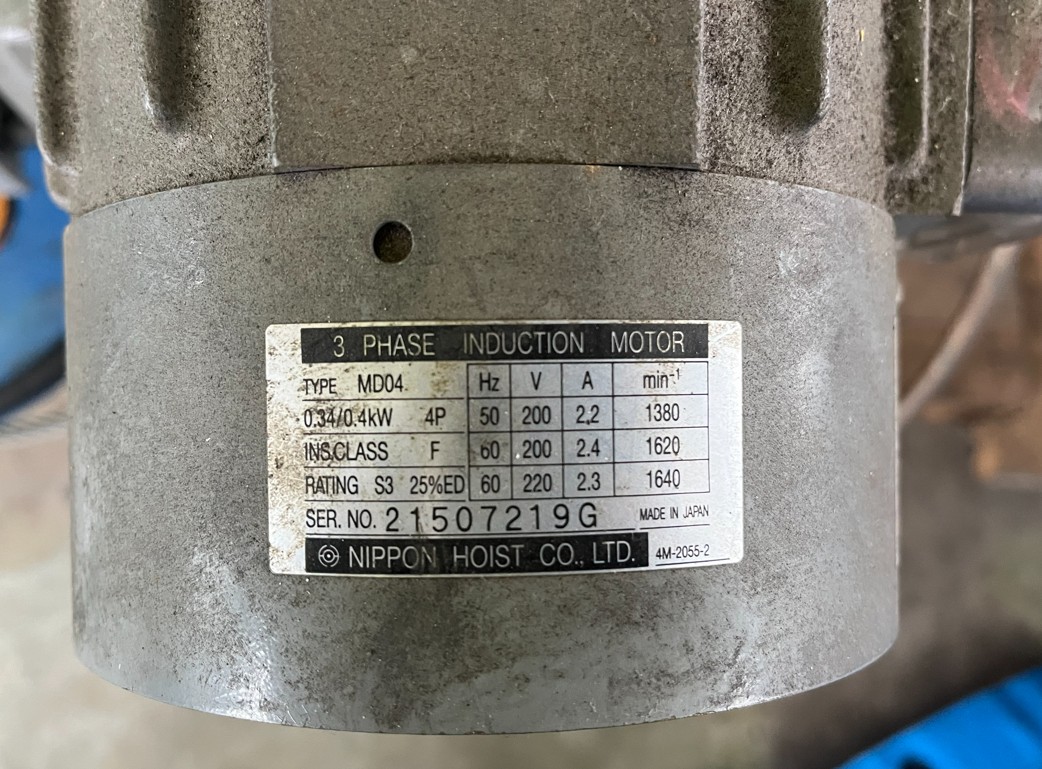 3 PHASE INDUCTION MOTOR
TYPE MD04 Hz V A min⁻¹
0.34/0.4kW 4P 50 200 2.2 1380
INS.CLASS F 60 200 2.4 1620
RATING S3 25%ED 60 220 2.3 1640
SER. NO. 21507219G MADE IN JAPAN
NIPPON HOIST CO., LTD. 4M-2055-2